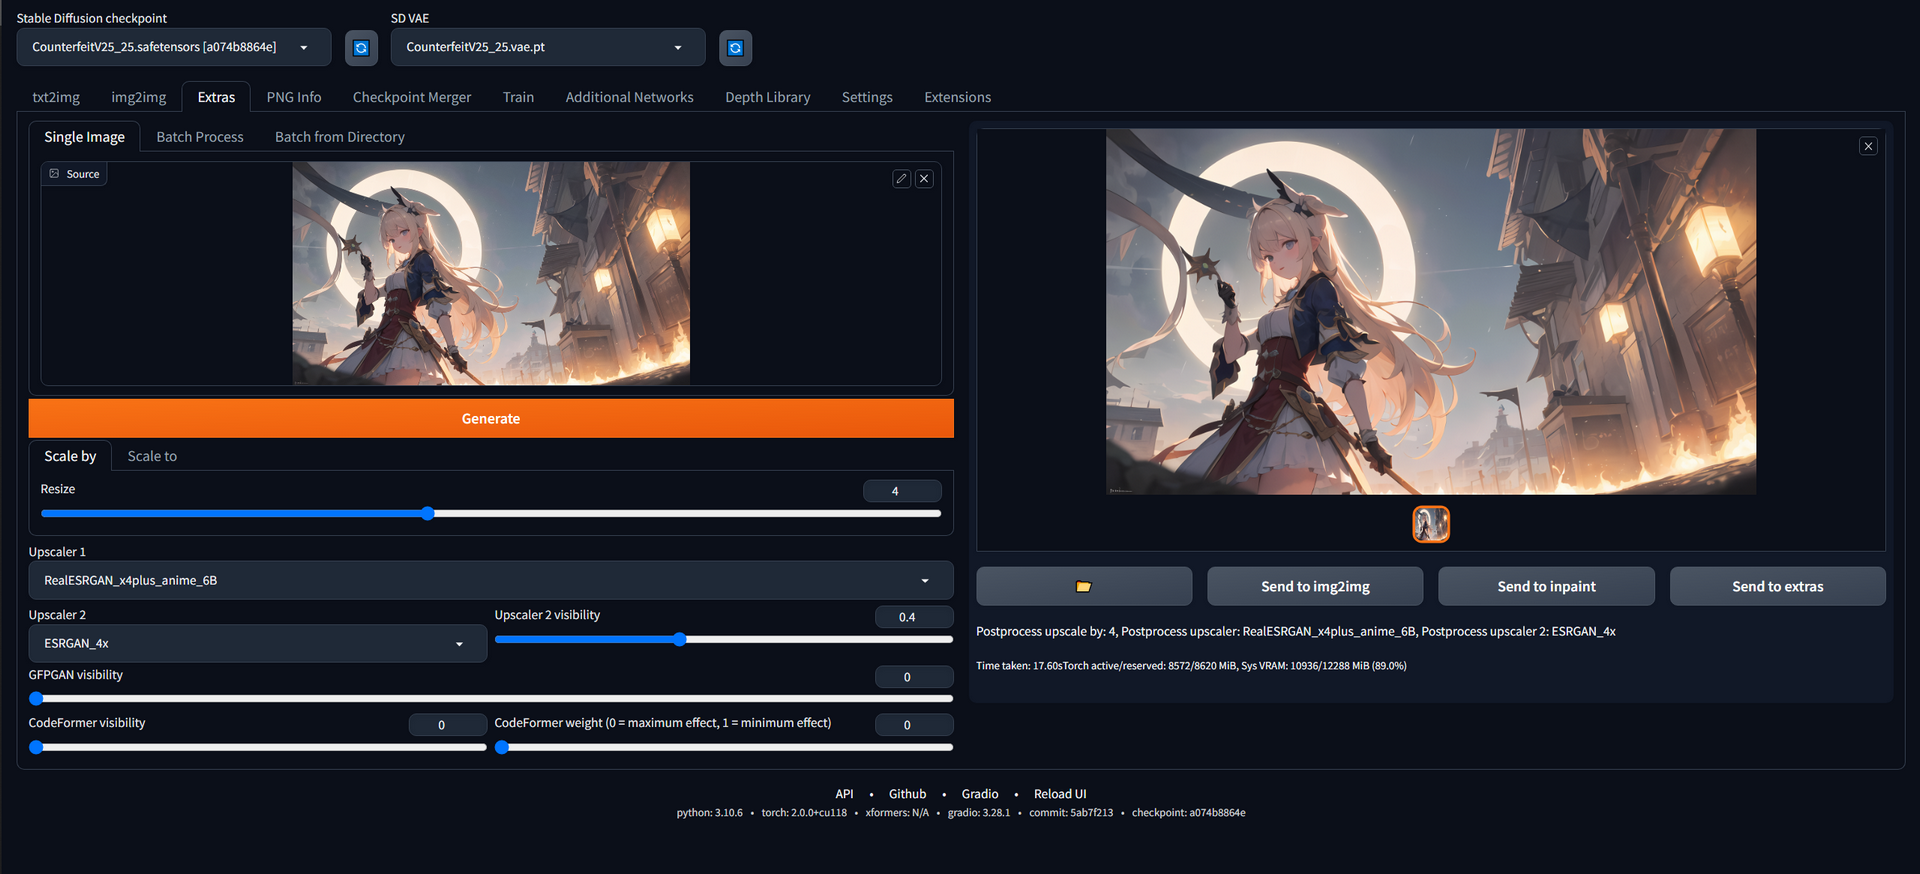 Stable Diffusion checkpoint
SD VAE
CounterfeitV25_25.safetensors [a074b8864e]
CounterfeitV25_25.vae.pt
txt2img
img2img
Extras
PNG Info
Checkpoint Merger
Train
Additional Networks
Depth Library
Settings
Extensions
Single Image
Batch Process
Batch from Directory
Source
Generate
Scale by
Scale to
Resize
4
Upscaler 1
RealESRGAN_x4plus_anime_6B
Upscaler 2
ESRGAN_4x
Upscaler 2 visibility
0.4
GFPGAN visibility
0
CodeFormer visibility
0
CodeFormer weight (0 = maximum effect, 1 = minimum effect)
0
Send to img2img
Send to inpaint
Send to extras
Postprocess upscale by: 4, Postprocess upscaler: RealESRGAN_x4plus_anime_6B, Postprocess upscaler 2: ESRGAN_4x
Time taken: 17.60sTorch active/reserved: 8572/8620 MiB, Sys VRAM: 10936/12288 MiB (89.0%)
API • Github • Gradio • Reload UI
python: 3.10.6 • torch: 2.0.0+cu118 • xformers: N/A • gradio: 3.28.1 • commit: 5ab7f213 • checkpoint: a074b8864e